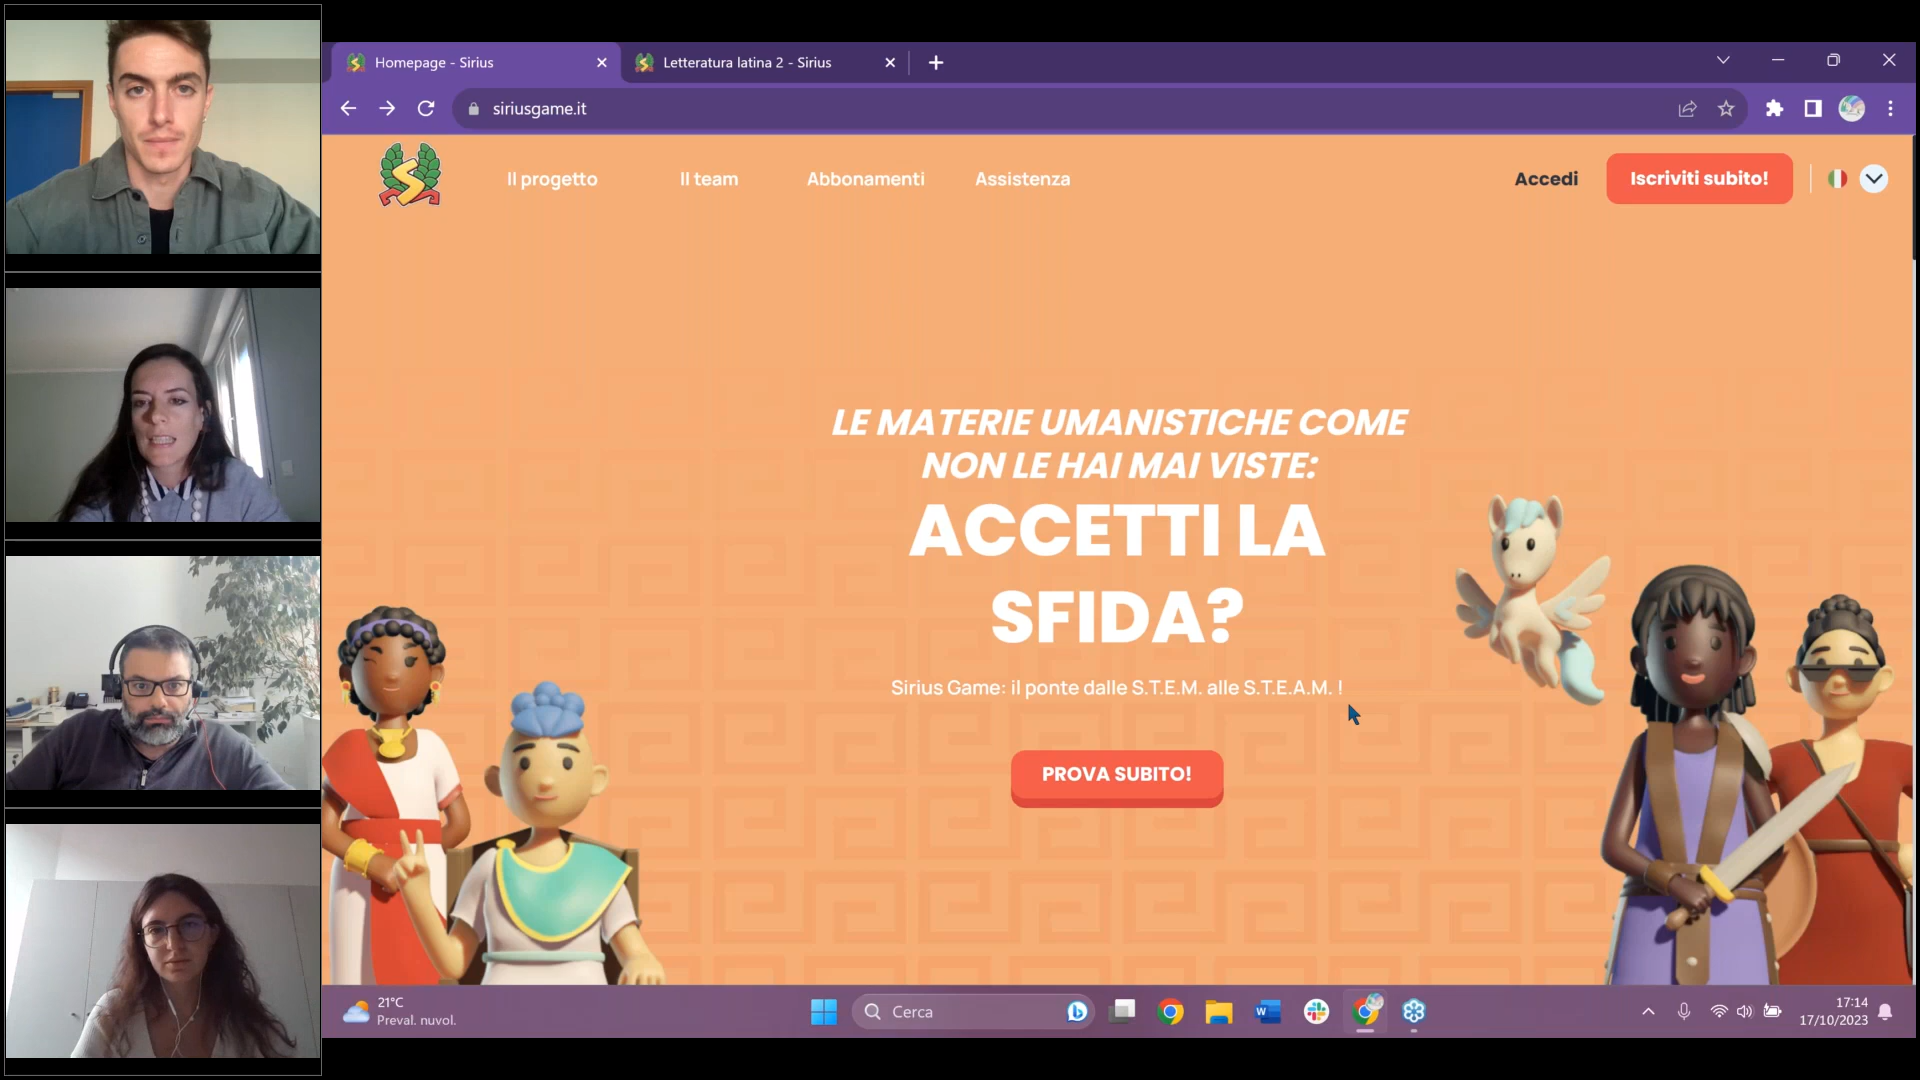 Homepage - Sirius
Letteratura latina 2 - Sirius
siriusgame.it
Il progetto
Il team
Abbonamenti
Assistenza
Accedi
Iscriviti subito!
LE MATERIE UMANISTICHE COME
NON LE HAI MAI VISTE:
ACCETTI LA
SFIDA?
Sirius Game: il ponte dalle S.T.E.M. alle S.T.E.A.M. !
PROVA SUBITO!
21°C
Preval. nuvol.
Cerca
17:14
17/10/2023